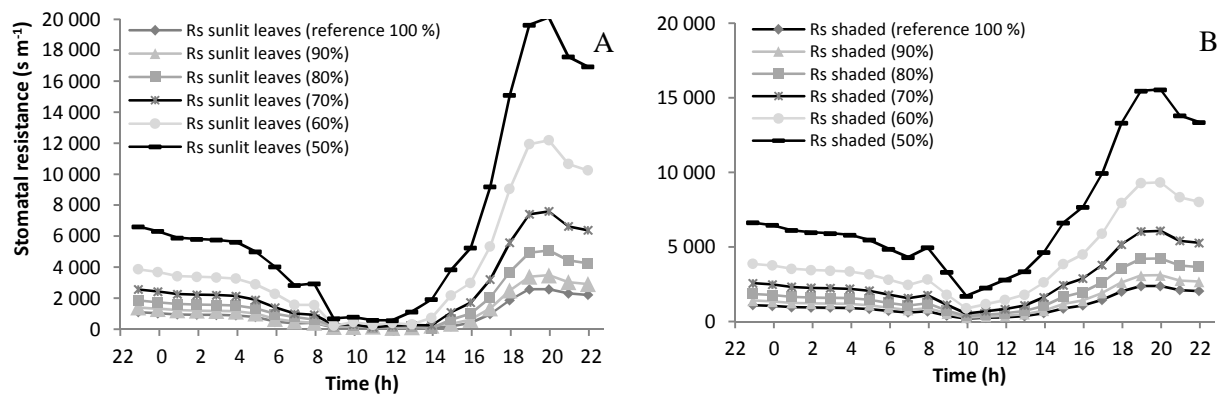 A
Stomatal resistance (s m⁻¹)
20 000
18 000
16 000
14 000
12 000
10 000
8 000
6 000
4 000
2 000
0
Rs sunlit leaves (reference 100 %)
Rs sunlit leaves (90%)
Rs sunlit leaves (80%)
Rs sunlit leaves (70%)
Rs sunlit leaves (60%)
Rs sunlit leaves (50%)
22 0 2 4 6 8 10 12 14 16 18 20 22
Time (h)
B
20 000
15 000
10 000
5 000
0
Rs shaded (reference 100 %)
Rs shaded (90%)
Rs shaded (80%)
Rs shaded (70%)
Rs shaded (60%)
Rs shaded (50%)
22 0 2 4 6 8 10 12 14 16 18 20 22
Time (h)